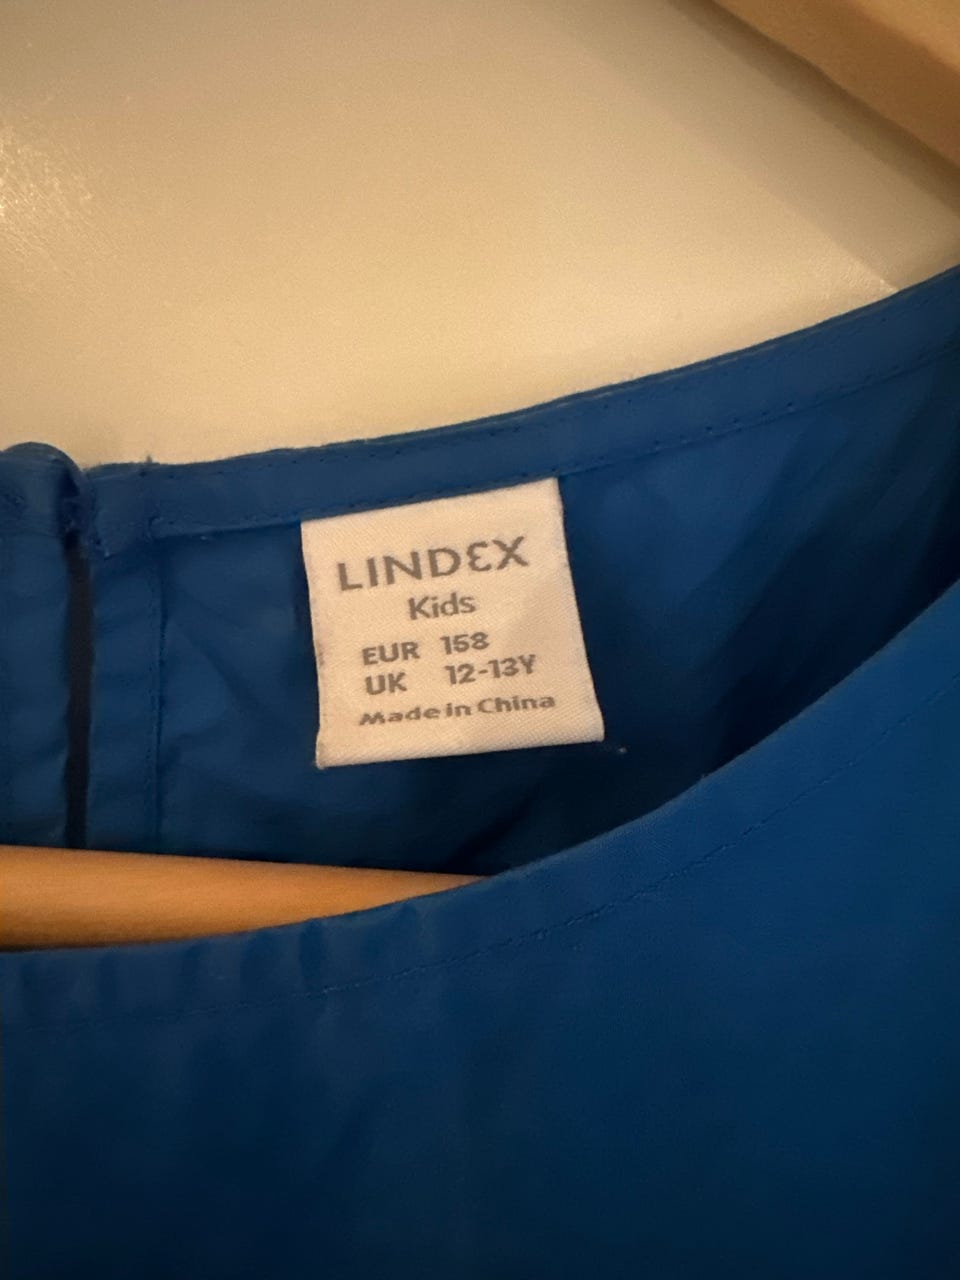 LINDEX
Kids
EUR 158
UK 12-13Y
Made in China